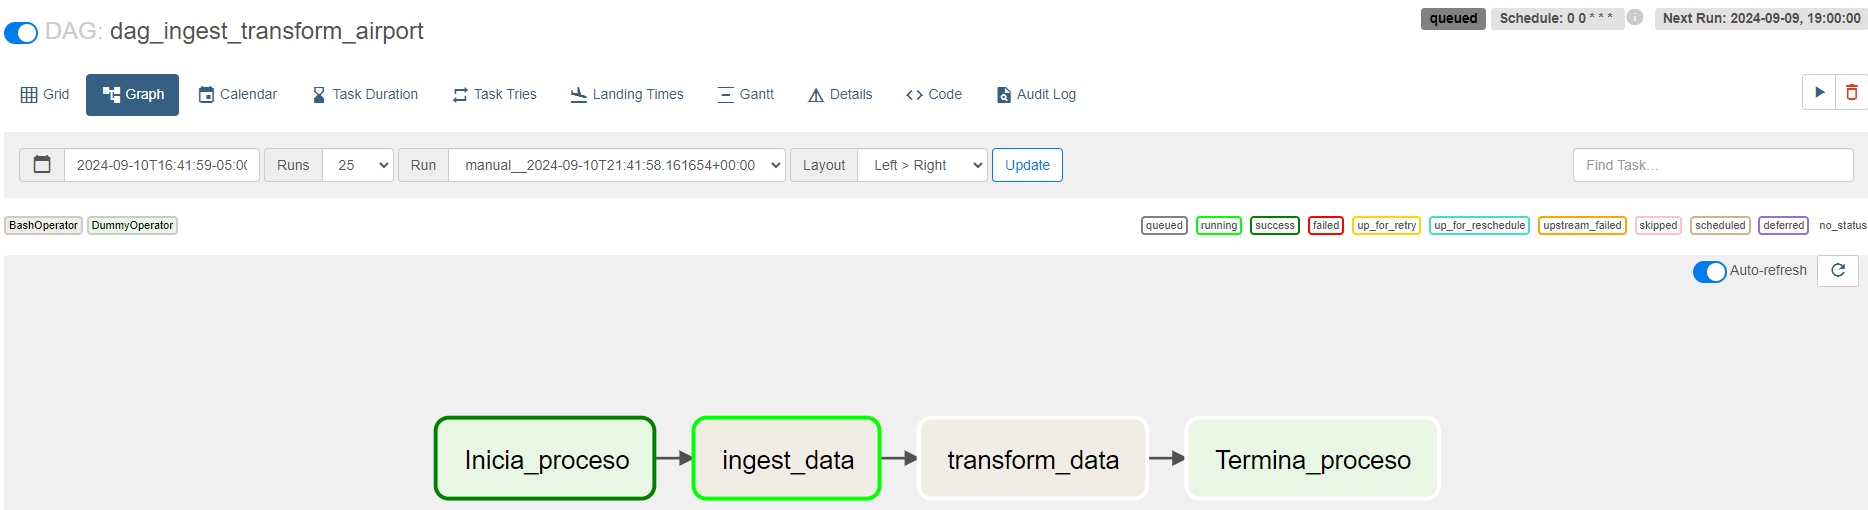 DAG: dag_ingest_transform_airport
queued Schedule: 0 0 * * * Next Run: 2024-09-09, 19:00:00
Grid Graph Calendar Task Duration Task Tries Landing Times Gantt Details Code Audit Log
2024-09-10T16:41:59-05:00 Runs 25 Run manual__2024-09-10T21:41:58.161654+00:00 Layout Left > Right Update Find Task...
BashOperator DummyOperator queued running success failed up_for_retry up_for_reschedule upstream_failed skipped scheduled deferred no_status
Auto-refresh
Inicia_proceso ingest_data transform_data Termina_proceso